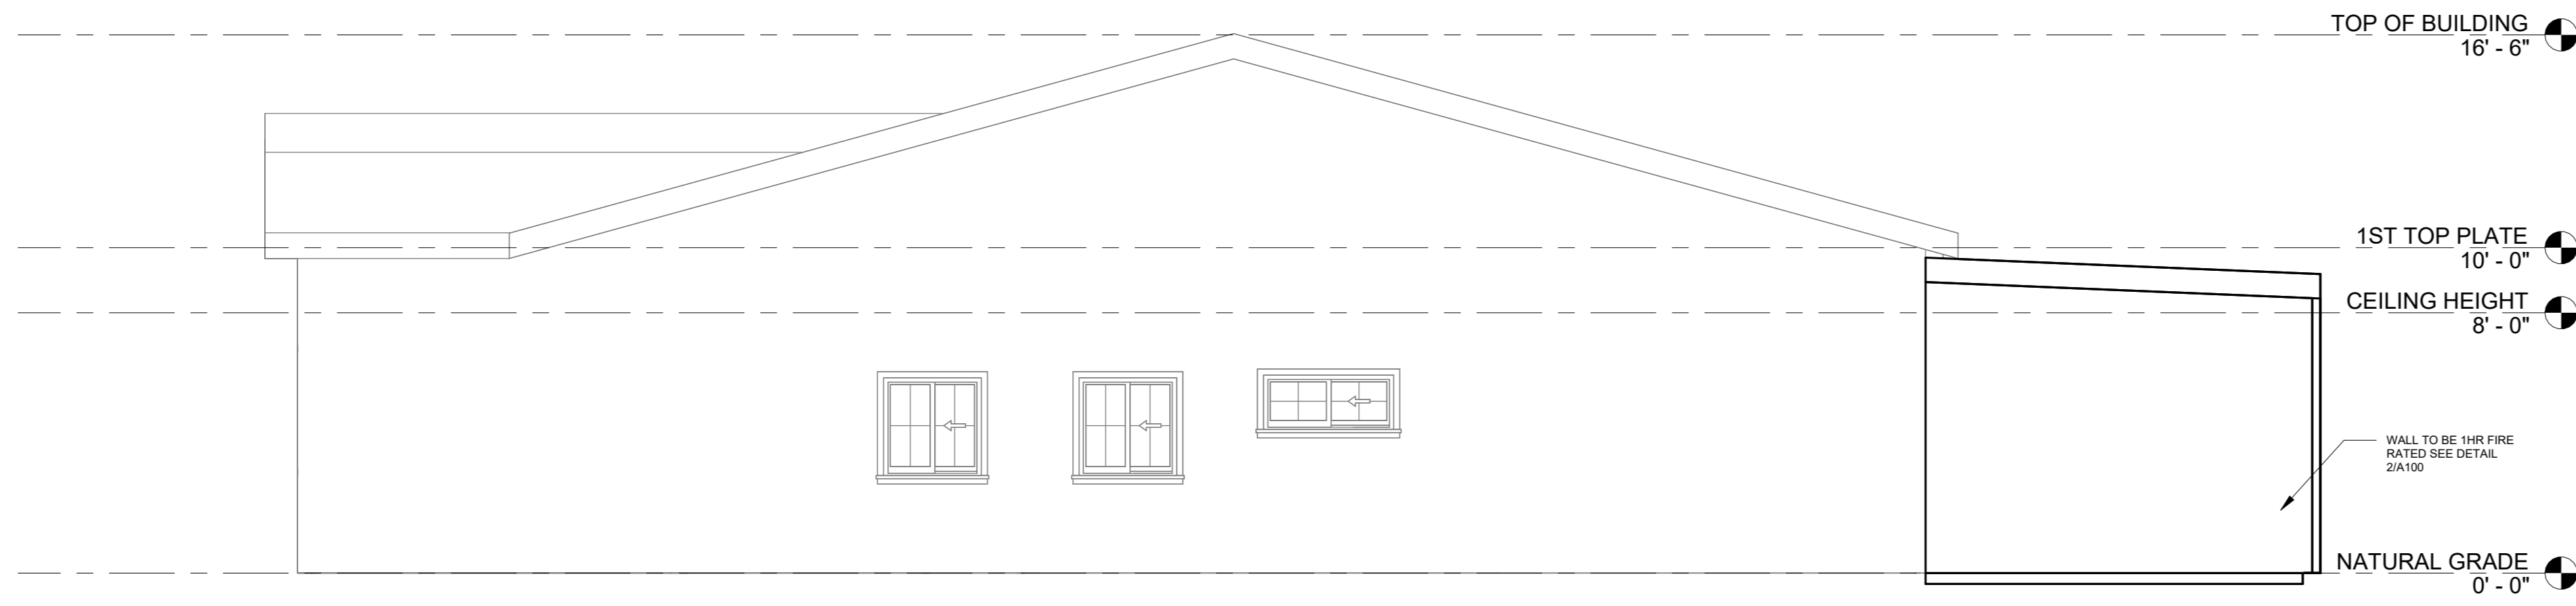 TOP OF BUILDING
16' - 6"
1ST TOP PLATE
10' - 0"
CEILING HEIGHT
8' - 0"
WALL TO BE 1HR FIRE
RATED SEE DETAIL
2/A100
NATURAL GRADE
0' - 0"